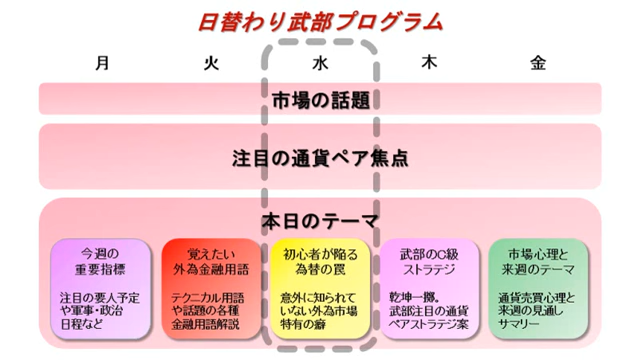 日替わり武部プログラム
月 火 水 木 金
市場の話題
注目の通貨ペア焦点
本日のテーマ
今週の
重要指標
注目の要人予定
や軍事・政治
日程など
覚えたい
外為金融用語
テクニカル用語
や話題の各種
金融用語解説
初心者が陥る
為替の罠
意外に知られて
いない外為市場
特有の癖
武部のC級
ストラテジ
乾坤一擲。
武部注目の通貨
ペアストラテジ案
市場心理と
来週のテーマ
通貨売買心理と
来週の見通し
サマリー